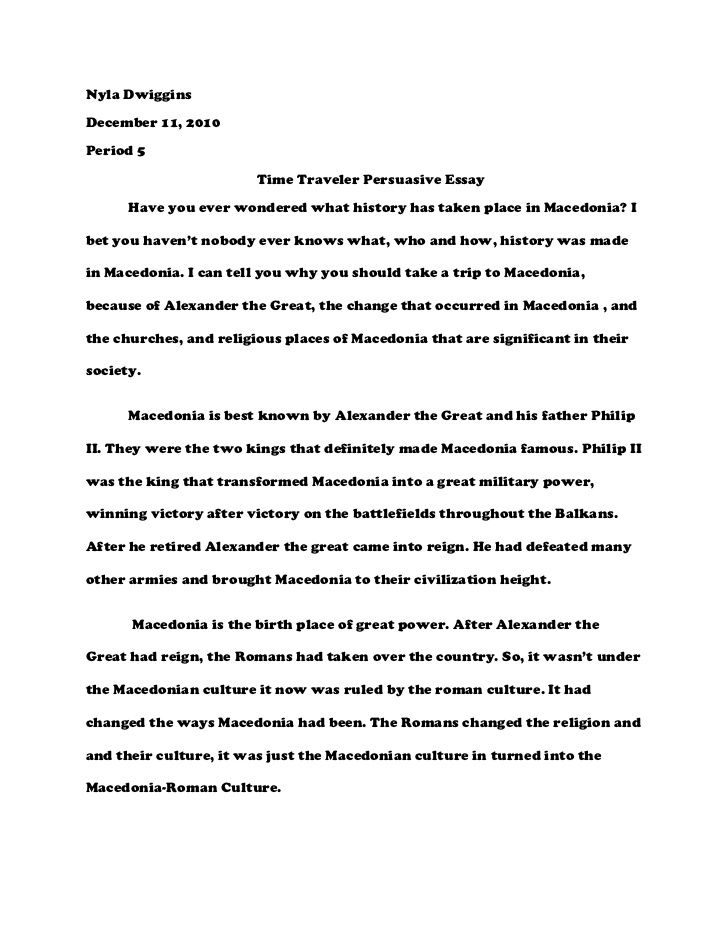 Nyla Dwiggins
December 11, 2010
Period 5
Time Traveler Persuasive Essay
Have you ever wondered what history has taken place in Macedonia? I
bet you haven’t nobody ever knows what, who and how, history was made
in Macedonia. I can tell you why you should take a trip to Macedonia,
because of Alexander the Great, the change that occurred in Macedonia , and
the churches, and religious places of Macedonia that are significant in their
society.
Macedonia is best known by Alexander the Great and his father Philip
II. They were the two kings that definitely made Macedonia famous. Philip II
was the king that transformed Macedonia into a great military power,
winning victory after victory on the battlefields throughout the Balkans.
After he retired Alexander the great came into reign. He had defeated many
other armies and brought Macedonia to their civilization height.
Macedonia is the birth place of great power. After Alexander the
Great had reign, the Romans had taken over the country. So, it wasn’t under
the Macedonian culture it now was ruled by the roman culture. It had
changed the ways Macedonia had been. The Romans changed the religion and
and their culture, it was just the Macedonian culture in turned into the
Macedonia-Roman Culture.